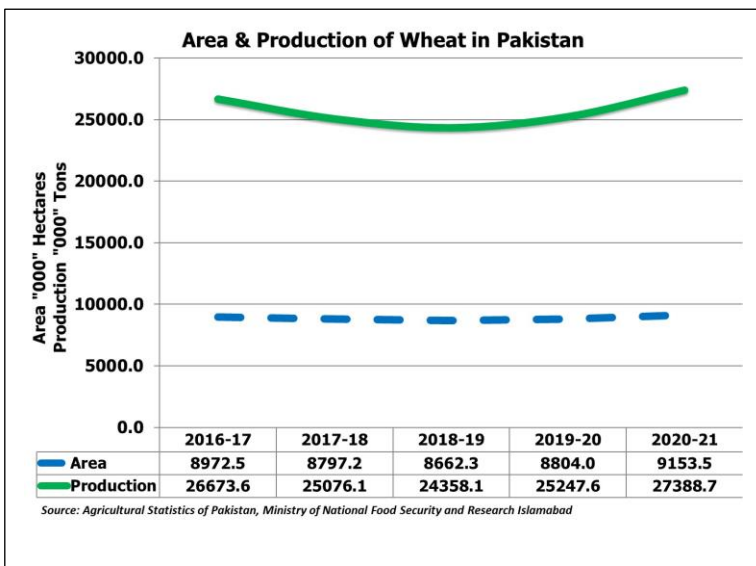 Area & Production of Wheat in Pakistan
Area "000" Hectares
Production "000" Tons
30000.0
25000.0
20000.0
15000.0
10000.0
5000.0
0.0
2016-17 2017-18 2018-19 2019-20 2020-21
Area 8972.5 8797.2 8662.3 8804.0 9153.5
Production 26673.6 25076.1 24358.1 25247.6 27388.7
Source: Agricultural Statistics of Pakistan, Ministry of National Food Security and Research Islamabad